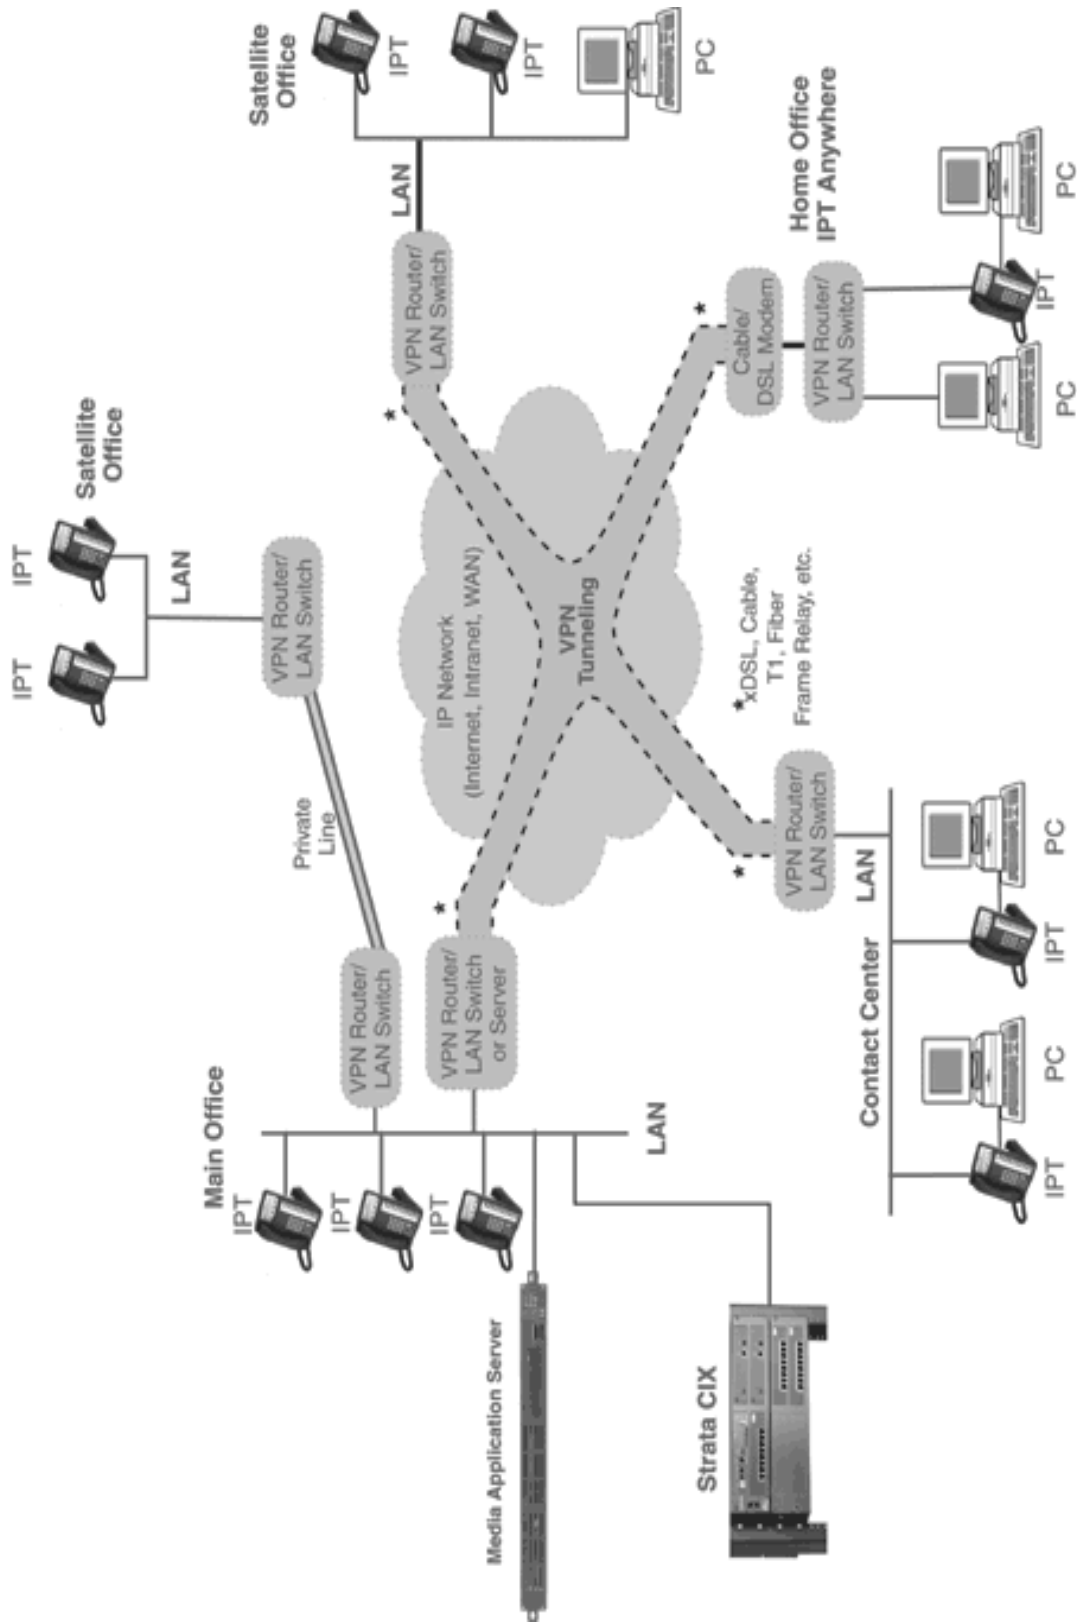 Main Office
IPT
IPT
IPT
Media Application Server
Strata CIX
LAN
VPN Router/
LAN Switch
VPN Router/
LAN Switch
or Server
*
Private
Line
VPN Router/
LAN Switch
LAN
IPT
IPT
Satellite
Office
IP Network
(Internet, Intranet, WAN)
VPN
Tunneling
*
VPN Router/
LAN Switch
LAN
Satellite
Office
IPT
IPT
PC
*
VPN Router/
LAN Switch
LAN
Contact Center
IPT
PC
IPT
PC
*xDSL, Cable,
T1, Fiber
Frame Relay, etc.
*
Cable/
DSL Modem
VPN Router/
LAN Switch
Home Office
IPT Anywhere
PC
IPT
PC